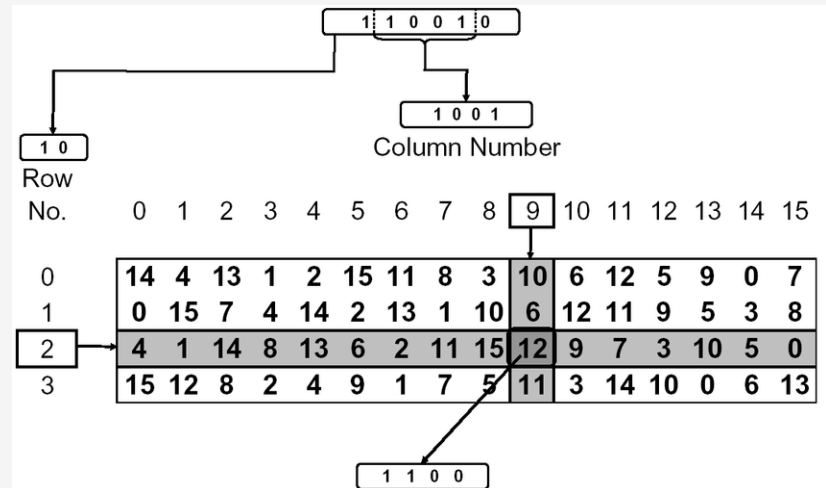 1 1 0 0 1 0
1 0 0 1
1 0
Column Number
Row
No. 0 1 2 3 4 5 6 7 8 9 10 11 12 13 14 15
0 14 4 13 1 2 15 11 8 3 10 6 12 5 9 0 7
1 0 15 7 4 14 2 13 1 10 6 12 11 9 5 3 8
2 4 1 14 8 13 6 2 11 15 12 9 7 3 10 5 0
3 15 12 8 2 4 9 1 7 5 11 3 14 10 0 6 13
1 1 0 0